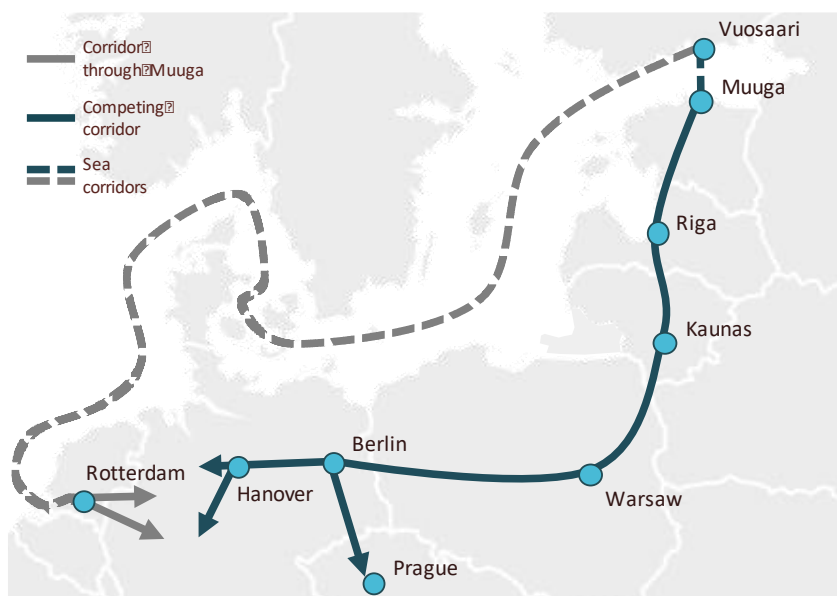 Corridor
through Muuga
Competing
corridor
Sea
corridors
Vuosaari
Muuga
Riga
Kaunas
Berlin
Rotterdam
Hanover
Warsaw
Prague